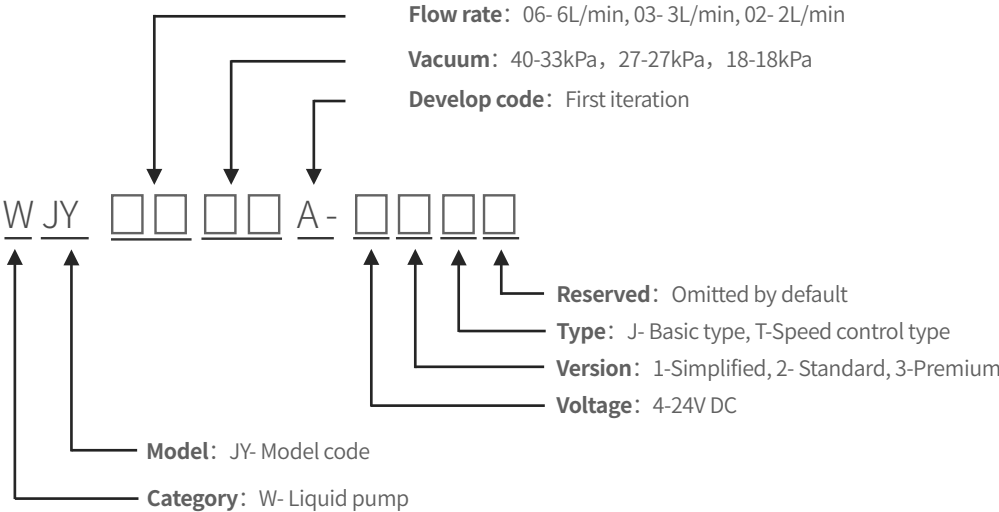 Flow rate：06- 6L/min, 03- 3L/min, 02- 2L/min
Vacuum：40-33kPa，27-27kPa，18-18kPa
Develop code：First iteration
W JY □□ □□ A - □□□□
Reserved：Omitted by default
Type：J- Basic type, T-Speed control type
Version：1-Simplified, 2- Standard, 3-Premium
Voltage：4-24V DC
Model：JY- Model code
Category：W- Liquid pump